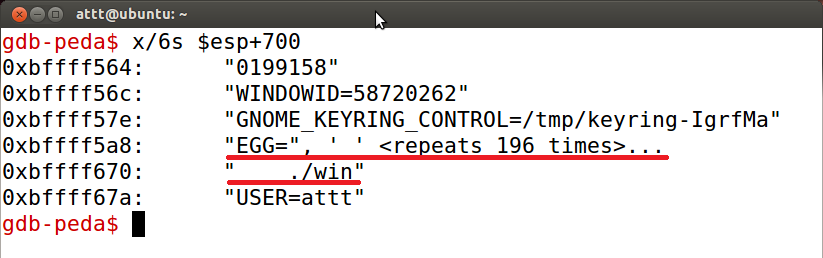 attt@ubuntu: ~
gdb-peda$ x/6s $esp+700
0xbffff564:      "0199158"
0xbffff56c:      "WINDOWID=58720262"
0xbffff57e:      "GNOME_KEYRING_CONTROL=/tmp/keyring-IgrfMa"
0xbffff5a8:      "EGG=", ' ' <repeats 196 times>...
0xbffff670:      "    ./win"
0xbffff67a:      "USER=attt"
gdb-peda$